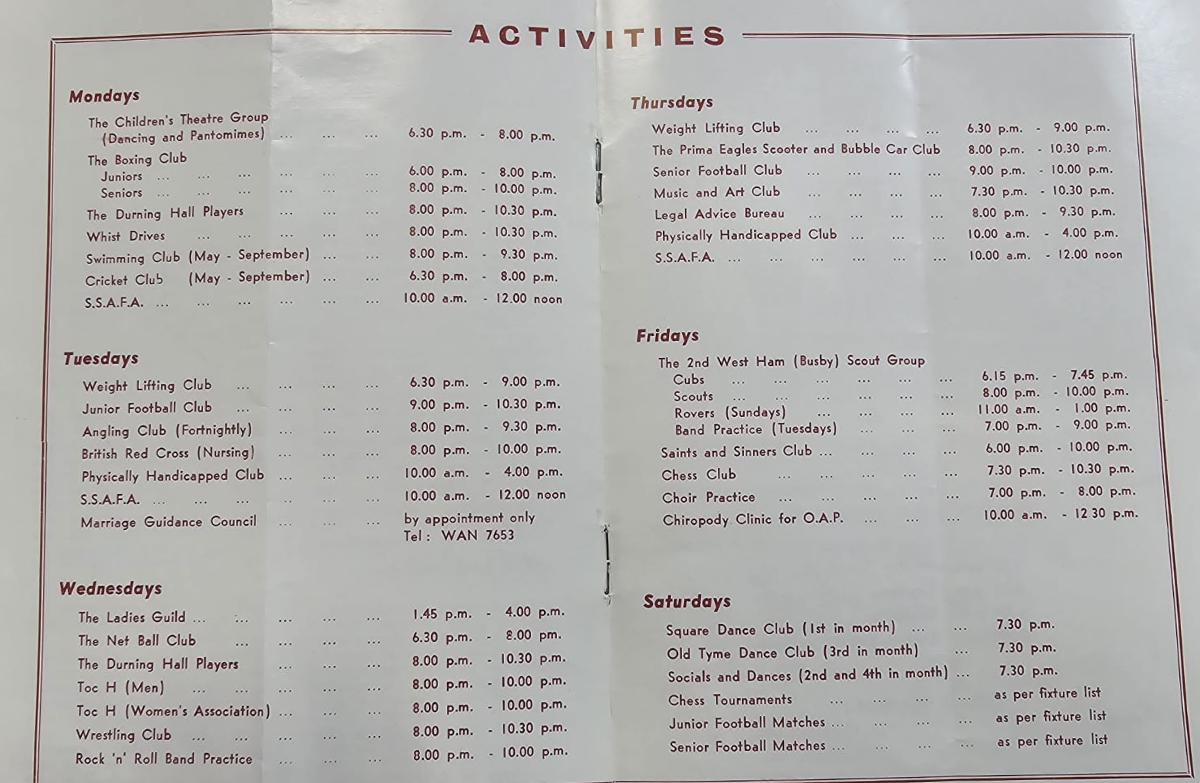 ACTIVITIES
Mondays
The Children's Theatre Group
(Dancing and Pantomimes) ... ... ... 6.30 p.m. - 8.00 p.m.
The Boxing Club
Juniors ... ... ... ... ... ... 6.00 p.m. - 8.00 p.m.
Seniors ... ... ... ... ... ... 8.00 p.m. - 10.00 p.m.
The Durning Hall Players ... ... ... 8.00 p.m. - 10.30 p.m.
Whist Drives ... ... ... ... ... 8.00 p.m. - 10.30 p.m.
Swimming Club (May - September) ... ... 8.00 p.m. - 9.30 p.m.
Cricket Club (May - September) ... ... 6.30 p.m. - 8.00 p.m.
S.S.A.F.A. ... ... ... ... ... ... 10.00 a.m. - 12.00 noon
Tuesdays
Weight Lifting Club ... ... ... ... 6.30 p.m. - 9.00 p.m.
Junior Football Club ... ... ... ... 9.00 p.m. - 10.30 p.m.
Angling Club (Fortnightly) ... ... ... 8.00 p.m. - 9.30 p.m.
British Red Cross (Nursing) ... ... ... 8.00 p.m. - 10.00 p.m.
Physically Handicapped Club ... ... ... 10.00 a.m. - 4.00 p.m.
S.S.A.F.A. ... ... ... ... ... ... 10.00 a.m. - 12.00 noon
Marriage Guidance Council ... ... ... by appointment only
Tel : WAN 7653
Wednesdays
The Ladies Guild ... ... ... ... ... 1.45 p.m. - 4.00 p.m.
The Net Ball Club ... ... ... ... 6.30 p.m. - 8.00 pm.
The Durning Hall Players ... ... ... 8.00 p.m. - 10.30 p.m.
Toc H (Men) ... ... ... ... ... 8.00 p.m. - 10.00 p.m.
Toc H (Women's Association) ... ... ... 8.00 p.m. - 10.00 p.m.
Wrestling Club ... ... ... ... ... 8.00 p.m. - 10.30 p.m.
Rock 'n' Roll Band Practice ... ... ... 8.00 p.m. - 10.00 p.m.
Thursdays
Weight Lifting Club ... ... ... ... 6.30 p.m. - 9.00 p.m.
The Prima Eagles Scooter and Bubble Car Club 8.00 p.m. - 10.30 p.m.
Senior Football Club ... ... ... ... 9.00 p.m. - 10.00 p.m.
Music and Art Club ... ... ... ... 7.30 p.m. - 10.30 p.m.
Legal Advice Bureau ... ... ... ... 8.00 p.m. - 9.30 p.m.
Physically Handicapped Club ... ... ... 10.00 a.m. - 4.00 p.m.
S.S.A.F.A. ... ... ... ... ... ... 10.00 a.m. - 12.00 noon
Fridays
The 2nd West Ham (Busby) Scout Group
Cubs ... ... ... ... ... ... 6.15 p.m. - 7.45 p.m.
Scouts ... ... ... ... ... ... 8.00 p.m. - 10.00 p.m.
Rovers (Sundays) ... ... ... ... 11.00 a.m. - 1.00 p.m.
Band Practice (Tuesdays) ... ... ... 7.00 p.m. - 9.00 p.m.
Saints and Sinners Club ... ... ... ... 6.00 p.m. - 10.00 p.m.
Chess Club ... ... ... ... ... 7.30 p.m. - 10.30 p.m.
Choir Practice ... ... ... ... ... 7.00 p.m. - 8.00 p.m.
Chiropody Clinic for O.A.P. ... ... ... 10.00 a.m. - 12 30 p.m.
Saturdays
Square Dance Club (1st in month) ... ... 7.30 p.m.
Old Tyme Dance Club (3rd in month) ... 7.30 p.m.
Socials and Dances (2nd and 4th in month) ... 7.30 p.m.
Chess Tournaments ... ... ... ... as per fixture list
Junior Football Matches ... ... ... ... as per fixture list
Senior Football Matches ... ... ... ... as per fixture list